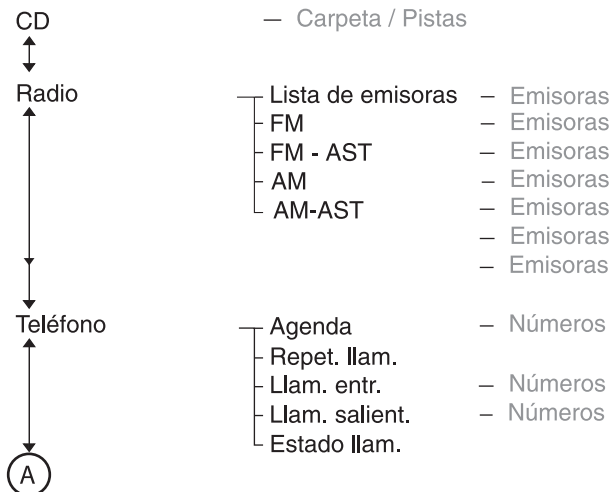 CD – Carpeta / Pistas
Radio Lista de emisoras – Emisoras
FM – Emisoras
FM - AST – Emisoras
AM – Emisoras
AM-AST – Emisoras
– Emisoras
– Emisoras
Teléfono Agenda – Números
Repet. llam.
Llam. entr. – Números
Llam. salient. – Números
Estado llam.
A